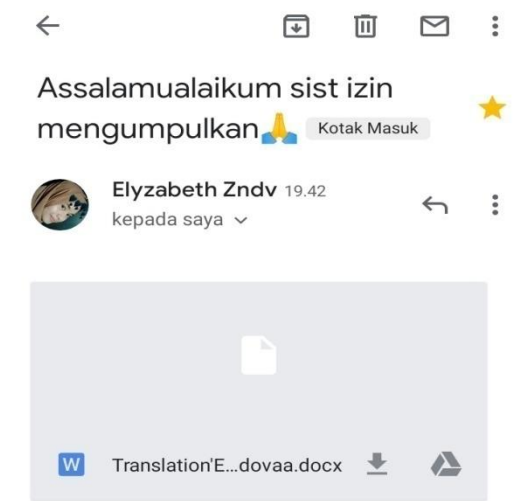 Assalamualaikum sist izin
mengumpulkan🙏 Kotak Masuk
Elyzabeth Zndv 19.42
kepada saya
W Translation'E...dovaa.docx